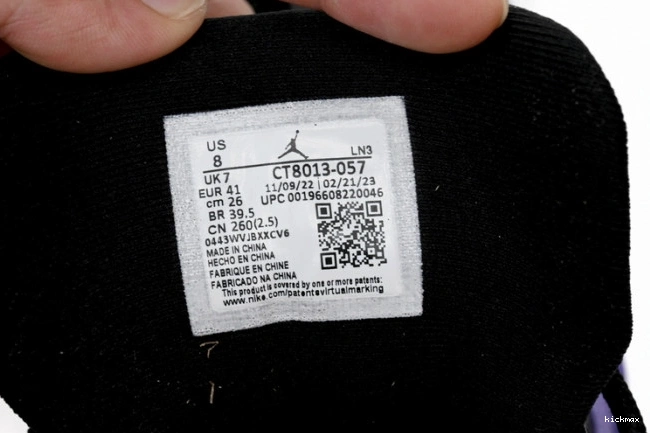 US
8
LN3
UK 7
CT8013-057
EUR 41
11/09/22 02/21/23
cm 26
UPC 00196608220046
BR 39.5
CN 260(2.5)
0443WVJBXXCV6
MADE IN CHINA
HECHO EN CHINA
FABRIQUE EN CHINE
FABRICADO NA CHINA
This product is covered by one or more patents:
www.nike.com/patentsvirtualmarking
kickmax